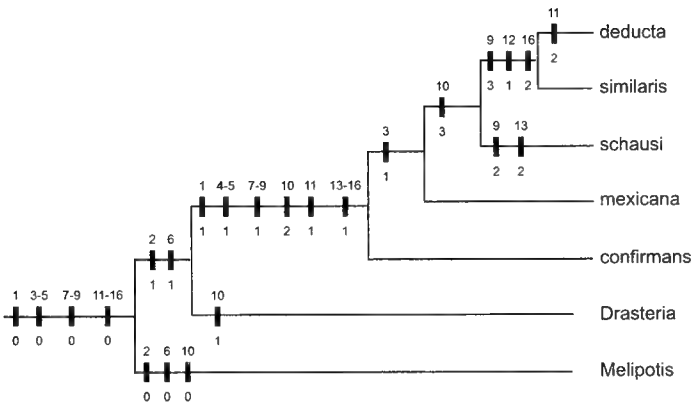 11
deducta
9 12 16
2
3 1 2
similaris
10
3
9 13
schausi
2 2
3
1
mexicana
1 4-5 7-9 10 11 13-16
1 1 1 2 1 1
confirmans
2 6
1 1
1 3-5 7-9 11-16
0 0 0 0
10
Drasteria
1
2 6 10
Melipotis
0 0 0